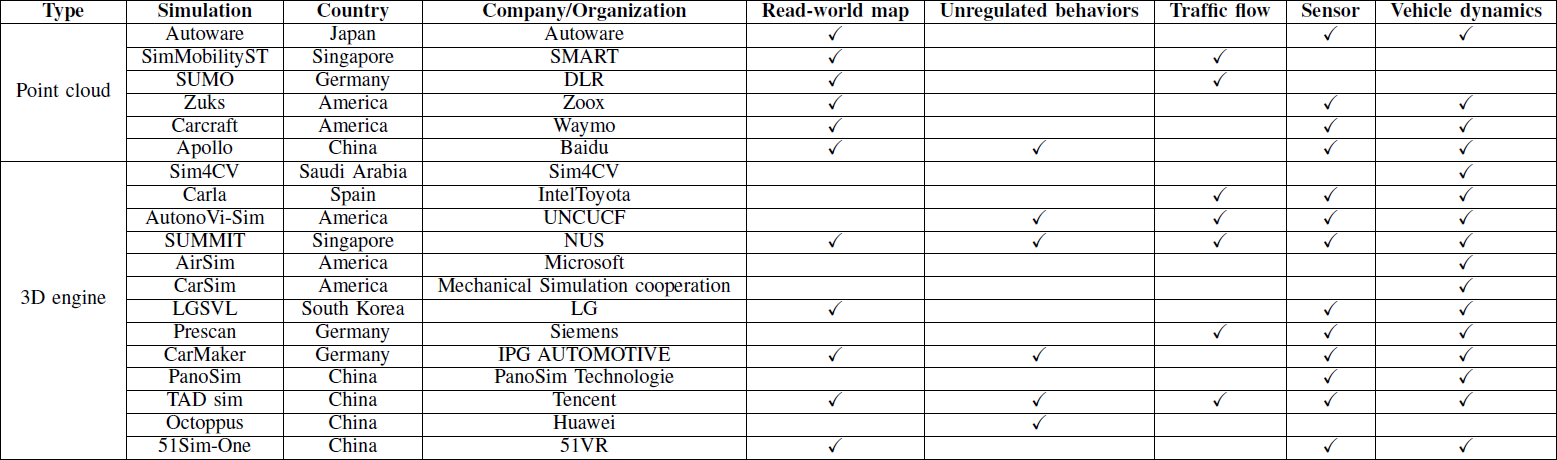 Type Simulation Country Company/Organization Read-world map Unregulated behaviors Traffic flow Sensor Vehicle dynamics
Point cloud
Autoware Japan Autoware ✓ ✓ ✓
SimMobilityST Singapore SMART ✓ ✓
SUMO Germany DLR ✓ ✓
Zuks America Zoox ✓ ✓ ✓
Carcraft America Waymo ✓ ✓ ✓
Apollo China Baidu ✓ ✓ ✓ ✓
3D engine
Sim4CV Saudi Arabia Sim4CV ✓
Carla Spain IntelToyota ✓ ✓ ✓
AutonoVi-Sim America UNCUCF ✓ ✓ ✓ ✓
SUMMIT Singapore NUS ✓ ✓ ✓ ✓ ✓
AirSim America Microsoft ✓
CarSim America Mechanical Simulation cooperation ✓
LGSVL South Korea LG ✓ ✓ ✓
Prescan Germany Siemens ✓ ✓ ✓
CarMaker Germany IPG AUTOMOTIVE ✓ ✓ ✓ ✓
PanoSim China PanoSim Technologie ✓ ✓
TAD sim China Tencent ✓ ✓ ✓ ✓ ✓
Octoppus China Huawei ✓
51Sim-One China 51VR ✓ ✓ ✓